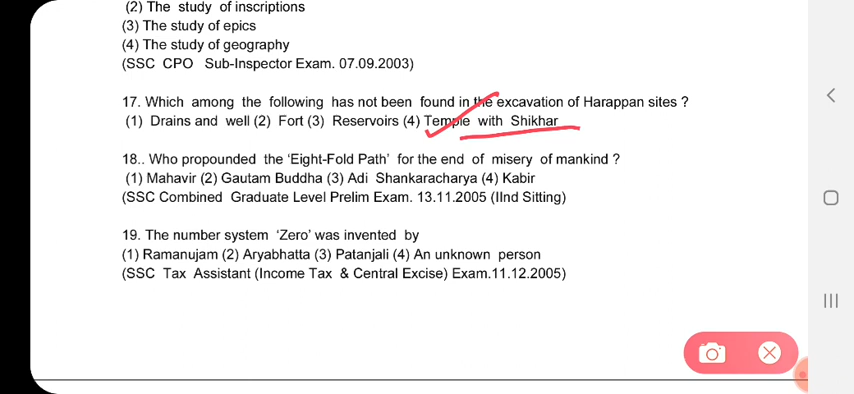 (2) The study of inscriptions
(3) The study of epics
(4) The study of geography
(SSC CPO Sub-Inspector Exam. 07.09.2003)
17. Which among the following has not been found in the excavation of Harappan sites ?
(1) Drains and well (2) Fort (3) Reservoirs (4) Temple with Shikhar
18.. Who propounded the ‘Eight-Fold Path’ for the end of misery of mankind ?
(1) Mahavir (2) Gautam Buddha (3) Adi Shankaracharya (4) Kabir
(SSC Combined Graduate Level Prelim Exam. 13.11.2005 (IInd Sitting)
19. The number system ‘Zero’ was invented by
(1) Ramanujam (2) Aryabhatta (3) Patanjali (4) An unknown person
(SSC Tax Assistant (Income Tax & Central Excise) Exam.11.12.2005)